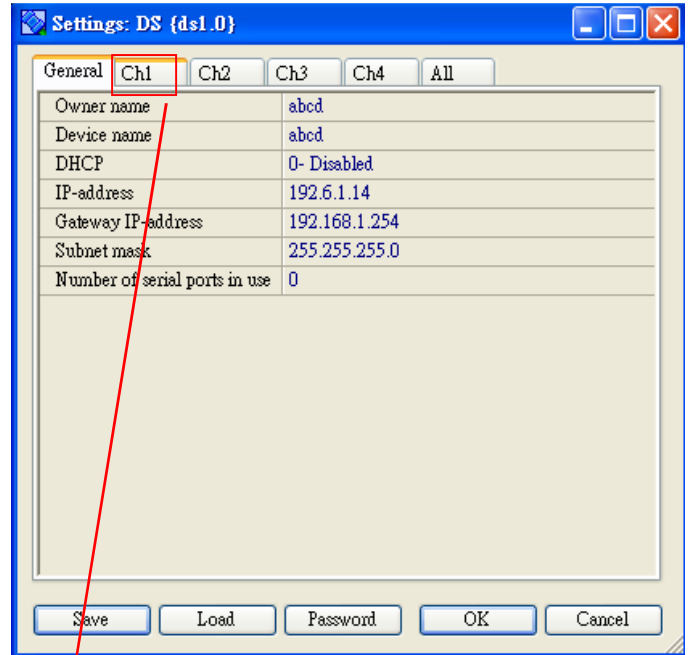 Settings: DS {ds1.0}
General Ch1 Ch2 Ch3 Ch4 All
Owner name abcd
Device name abcd
DHCP 0- Disabled
IP-address 192.6.1.14
Gateway IP-address 192.168.1.254
Subnet mask 255.255.255.0
Number of serial ports in use 0
Save Load Password OK Cancel